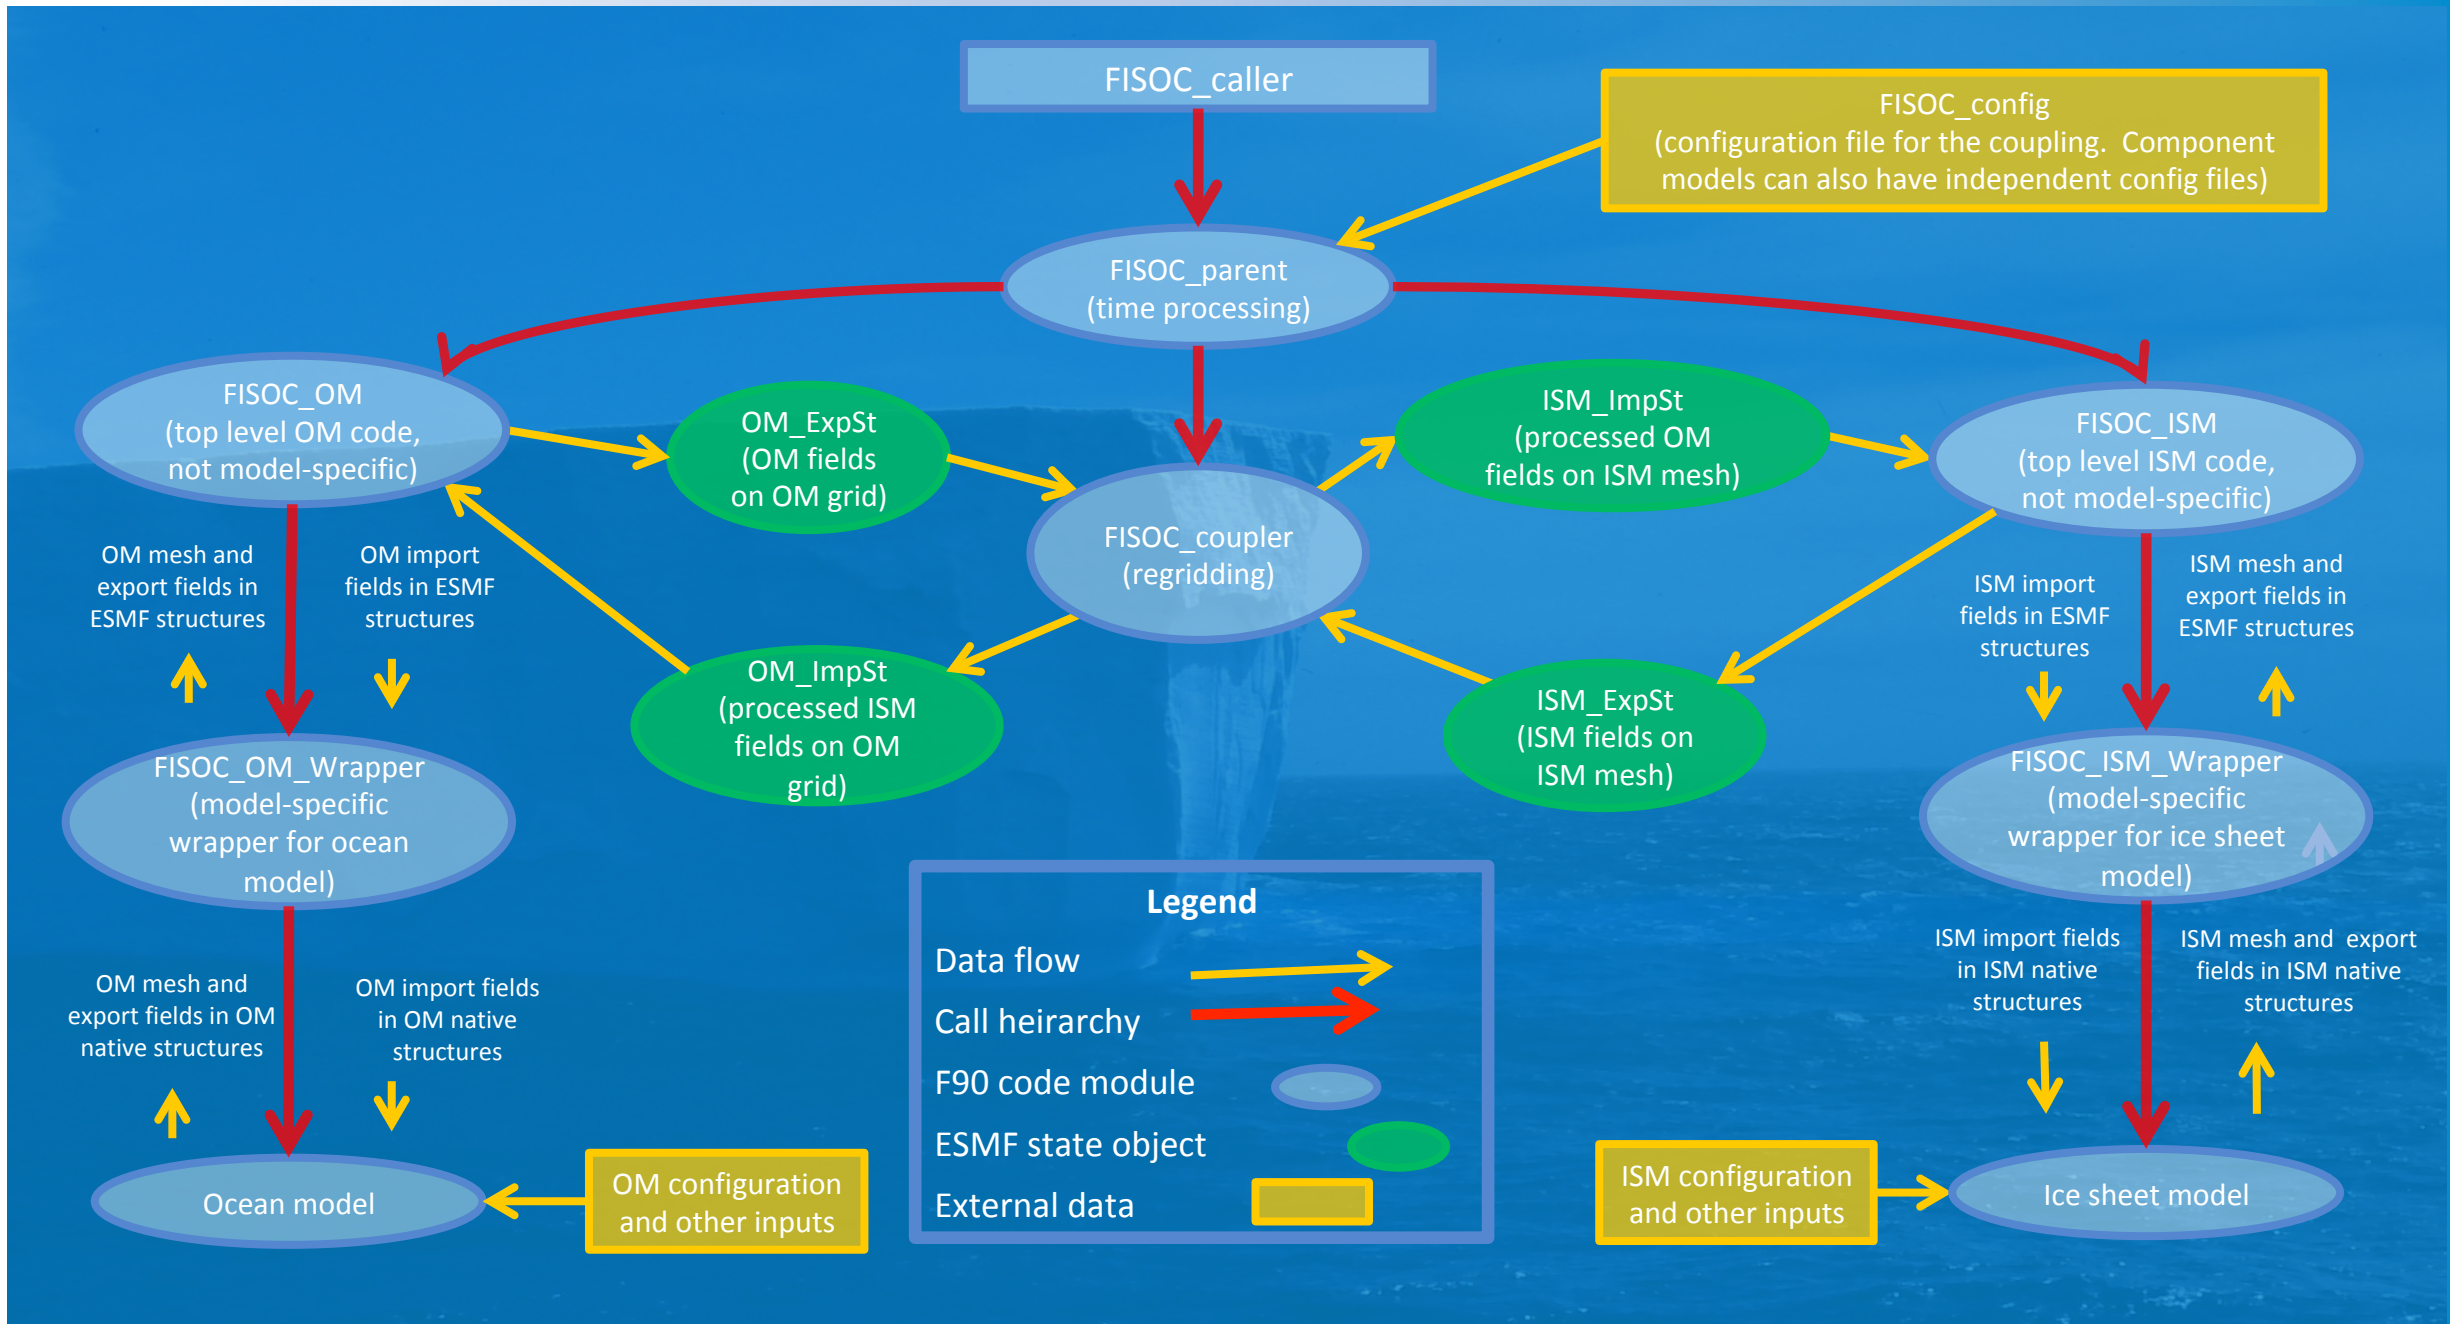 FISOC_caller
FISOC_config
(configuration file for the coupling.  Component
models can also have independent config files)
FISOC_parent
(time processing)
FISOC_OM
(top level OM code,
not model-specific)
OM_ExpSt
(OM fields
on OM grid)
ISM_ImpSt
(processed OM
fields on ISM mesh)
FISOC_ISM
(top level ISM code,
not model-specific)
FISOC_coupler
(regridding)
OM mesh and
export fields in
ESMF structures
OM import
fields in ESMF
structures
ISM import
fields in ESMF
structures
ISM mesh and
export fields in
ESMF structures
OM_ImpSt
(processed ISM
fields on OM
grid)
ISM_ExpSt
(ISM fields on
ISM mesh)
FISOC_OM_Wrapper
(model-specific
wrapper for ocean
model)
FISOC_ISM_Wrapper
(model-specific
wrapper for ice sheet
model)
Legend
Data flow
Call heirarchy
F90 code module
ESMF state object
External data
OM mesh and
export fields in OM
native structures
OM import fields
in OM native
structures
ISM import fields
in ISM native
structures
ISM mesh and  export
fields in ISM native
structures
Ocean model
OM configuration
and other inputs
ISM configuration
and other inputs
Ice sheet model